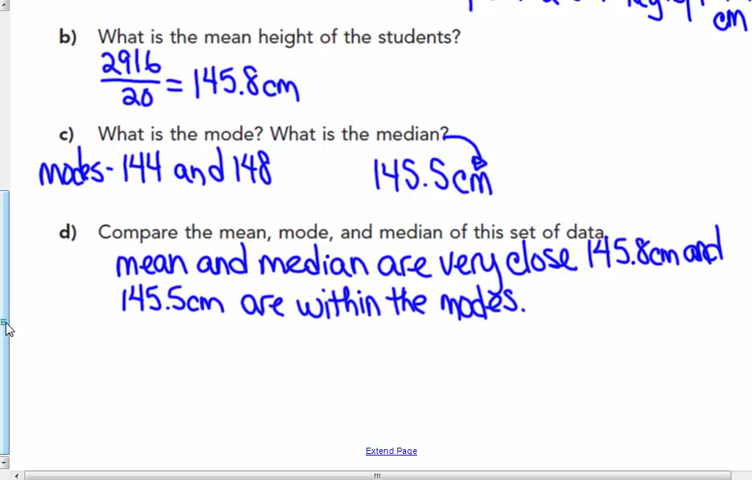 cm
b) What is the mean height of the students?
2916
20 = 145.8cm
c) What is the mode? What is the median?
modes- 144 and 148 145.5cm
d) Compare the mean, mode, and median of this set of data.
mean and median are very close 145.8cm and
145.5cm are within the modes.
Extend Page